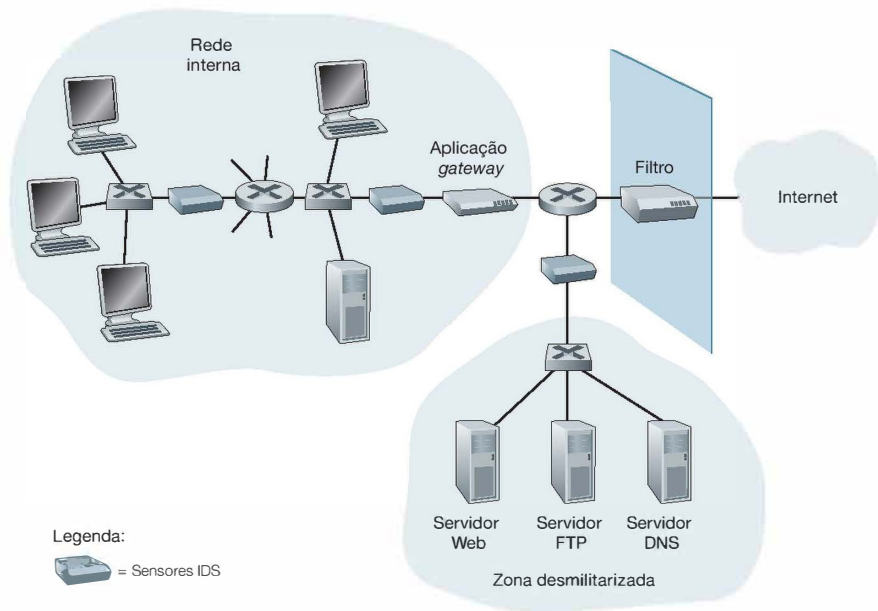 Rede
interna
Aplicação
gateway
Filtro
Internet
Servidor
Web
Servidor
FTP
Servidor
DNS
Zona desmilitarizada
Legenda:
= Sensores IDS